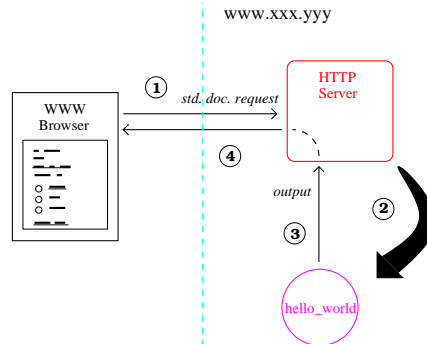 www.xxx.yyy
HTTP
Server
1
std. doc. request
WWW
Browser
4
output
2
3
hello_world